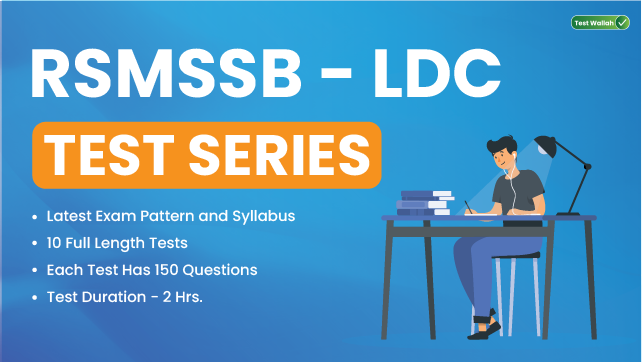 Test Wallah
RSMSSB - LDC
TEST SERIES
• Latest Exam Pattern and Syllabus
• 10 Full Length Tests
• Each Test Has 150 Questions
• Test Duration - 2 Hrs.